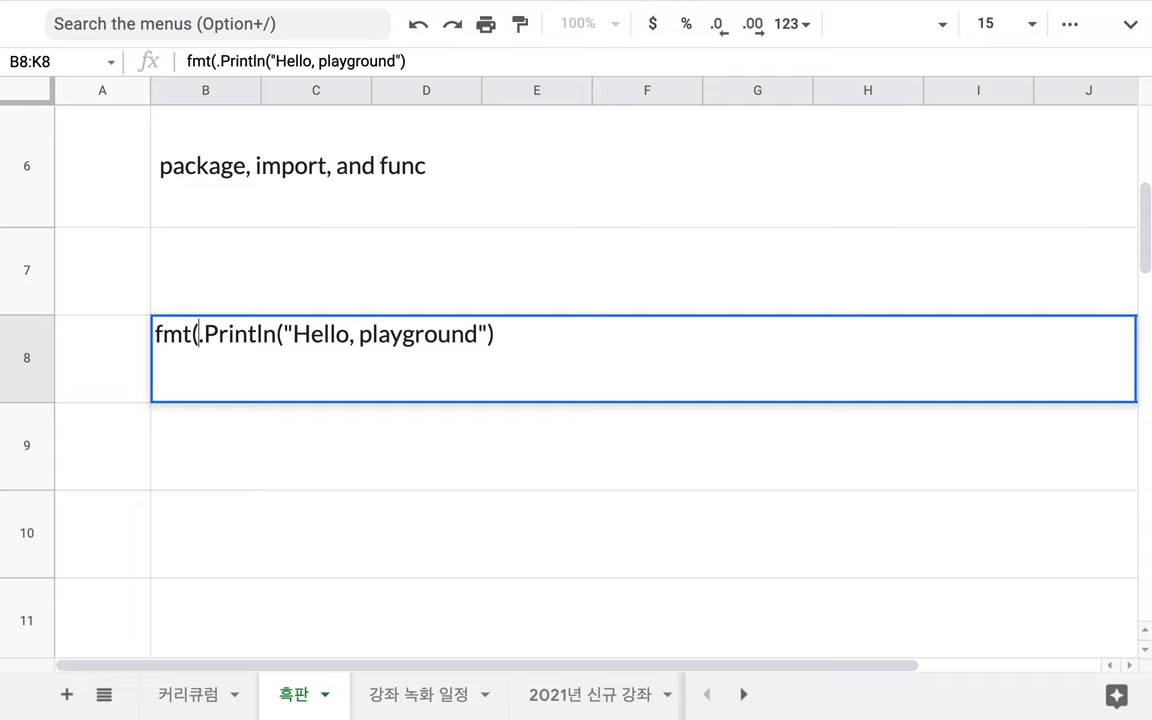 Search the menus (Option+/)
100% $ % .0 .00 123 15
B8:K8 fx fmt(.Println("Hello, playground")
A B C D E F G H I J
6 package, import, and func
7
8 fmt(.Println("Hello, playground")
9
10
11
커리큐럼 흑판 강좌 녹화 일정 2021년 신규 강좌